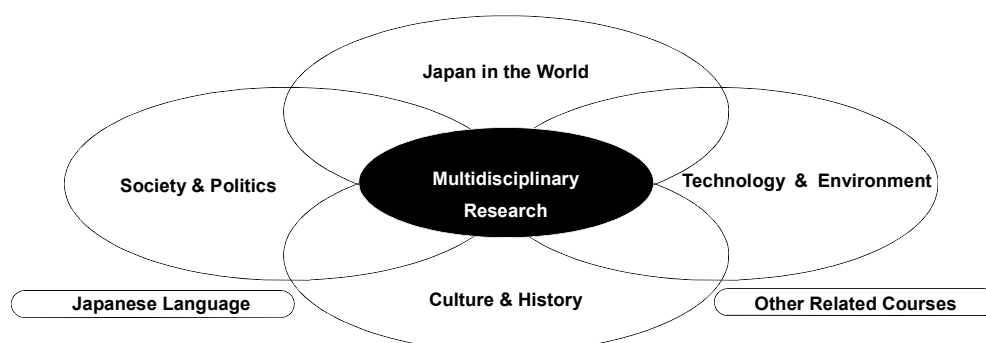 Japan in the World
Society & Politics
Multidisciplinary
Research
Technology & Environment
Culture & History
Japanese Language
Other Related Courses